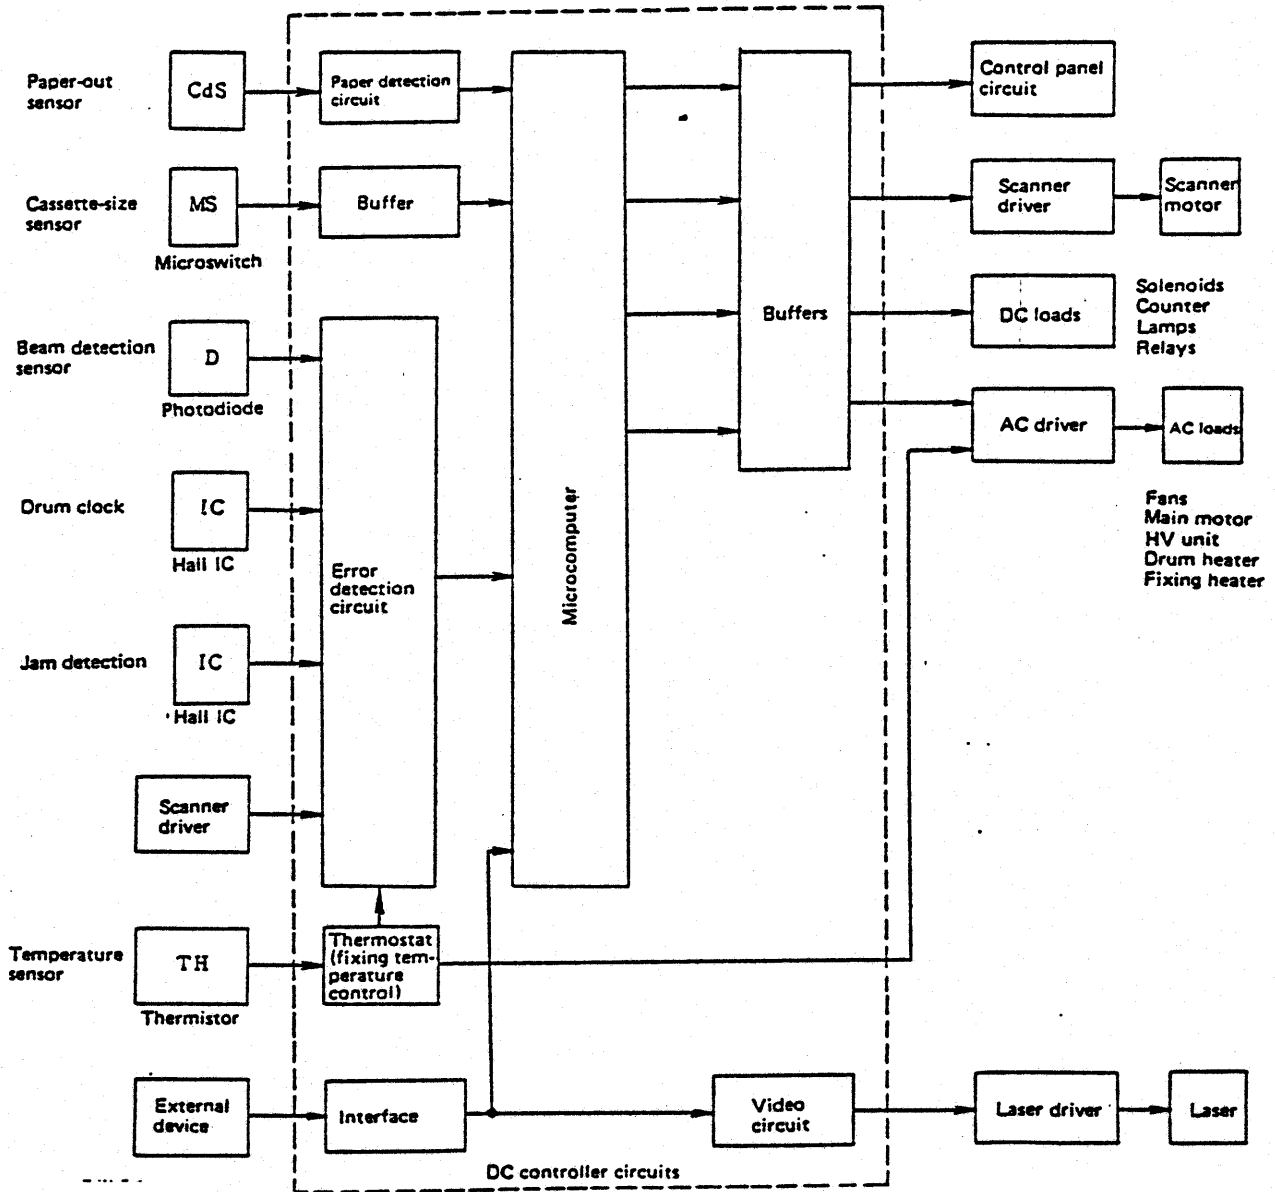 Paper-out
sensor
CdS
Paper detection
circuit
Control panel
circuit
Cassette-size
sensor
MS
Microswitch
Buffer
Scanner
driver
Scanner
motor
Beam detection
sensor
D
Photodiode
Buffers
DC loads
Solenoids
Counter
Lamps
Relays
AC driver
AC loads
Fans
Main motor
HV unit
Drum heater
Fixing heater
Drum clock
IC
Hall IC
Error
detection
circuit
Microcomputer
Jam detection
IC
Hall IC
Scanner
driver
Temperature
sensor
TH
Thermistor
Thermostat
(fixing tem-
perature
control)
External
device
Interface
Video
circuit
Laser driver
Laser
DC controller circuits